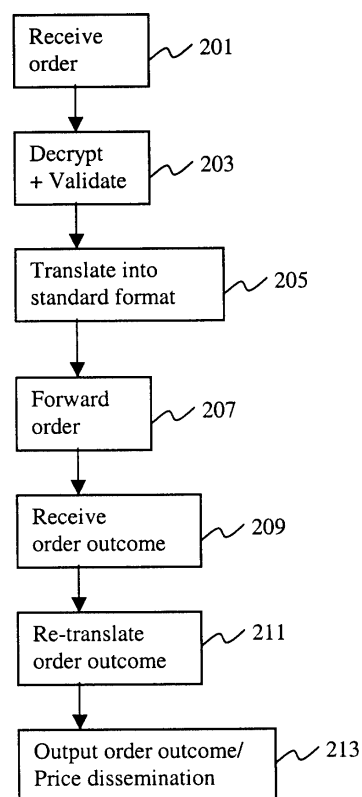 Receive
order
201
Decrypt
+ Validate
203
Translate into
standard format
205
Forward
order
207
Receive
order outcome
209
Re-translate
order outcome
211
Output order outcome/
Price dissemination
213